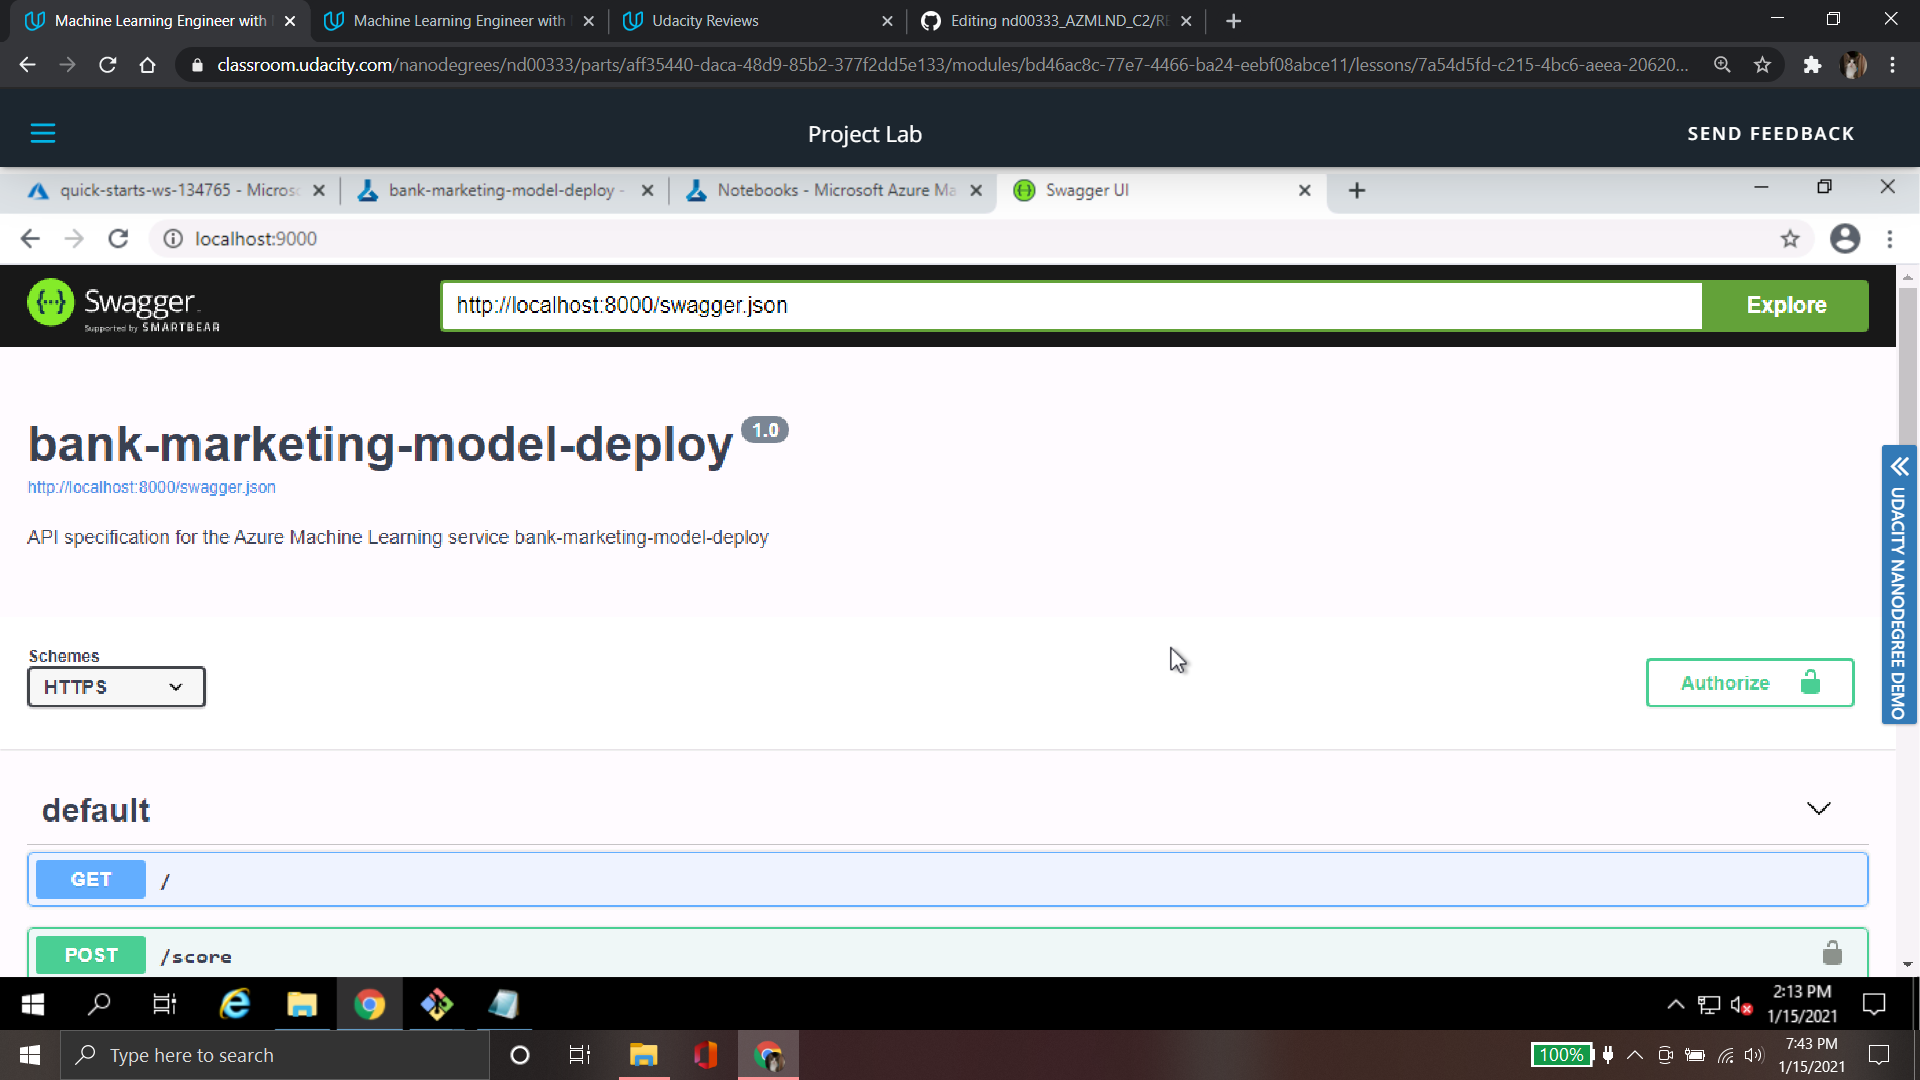 Machine Learning Engineer with
Machine Learning Engineer with
Udacity Reviews
Editing nd00333_AZMLND_C2/RE
classroom.udacity.com/nanodegrees/nd00333/parts/aff35440-daca-48d9-85b2-377f2dd5e133/modules/bd46ac8c-77e7-4466-ba24-eebf08abce11/lessons/7a54d5fd-c215-4bc6-aeea-20620...
Project Lab
SEND FEEDBACK
quick-starts-ws-134765 - Micros
bank-marketing-model-deploy -
Notebooks - Microsoft Azure Ma
Swagger UI
localhost:9000
Swagger
Supported by SMARTBEAR
http://localhost:8000/swagger.json
Explore
bank-marketing-model-deploy 1.0
http://localhost:8000/swagger.json
API specification for the Azure Machine Learning service bank-marketing-model-deploy
UDACITY NANODEGREE DEMO
Schemes
HTTPS
Authorize
default
GET /
POST /score
2:13 PM
1/15/2021
Type here to search
100%
7:43 PM
1/15/2021